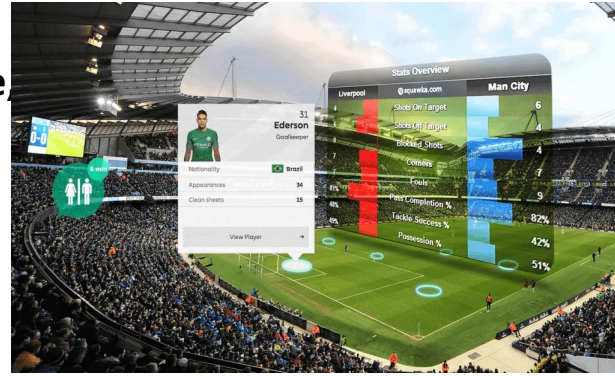 e,
0-0
6 min
31
Ederson
Goalkeeper
Nationality Brazil
Appearances 34
Clean sheets 15
View Player →
Stats Overview
Liverpool squawka.com Man City
Shots On Target 6
Shots Off Target 4
Blocked Shots 4
Corners 7
Fouls 9
Pass Completion % 82%
Tackle Success % 42%
Possession % 51%